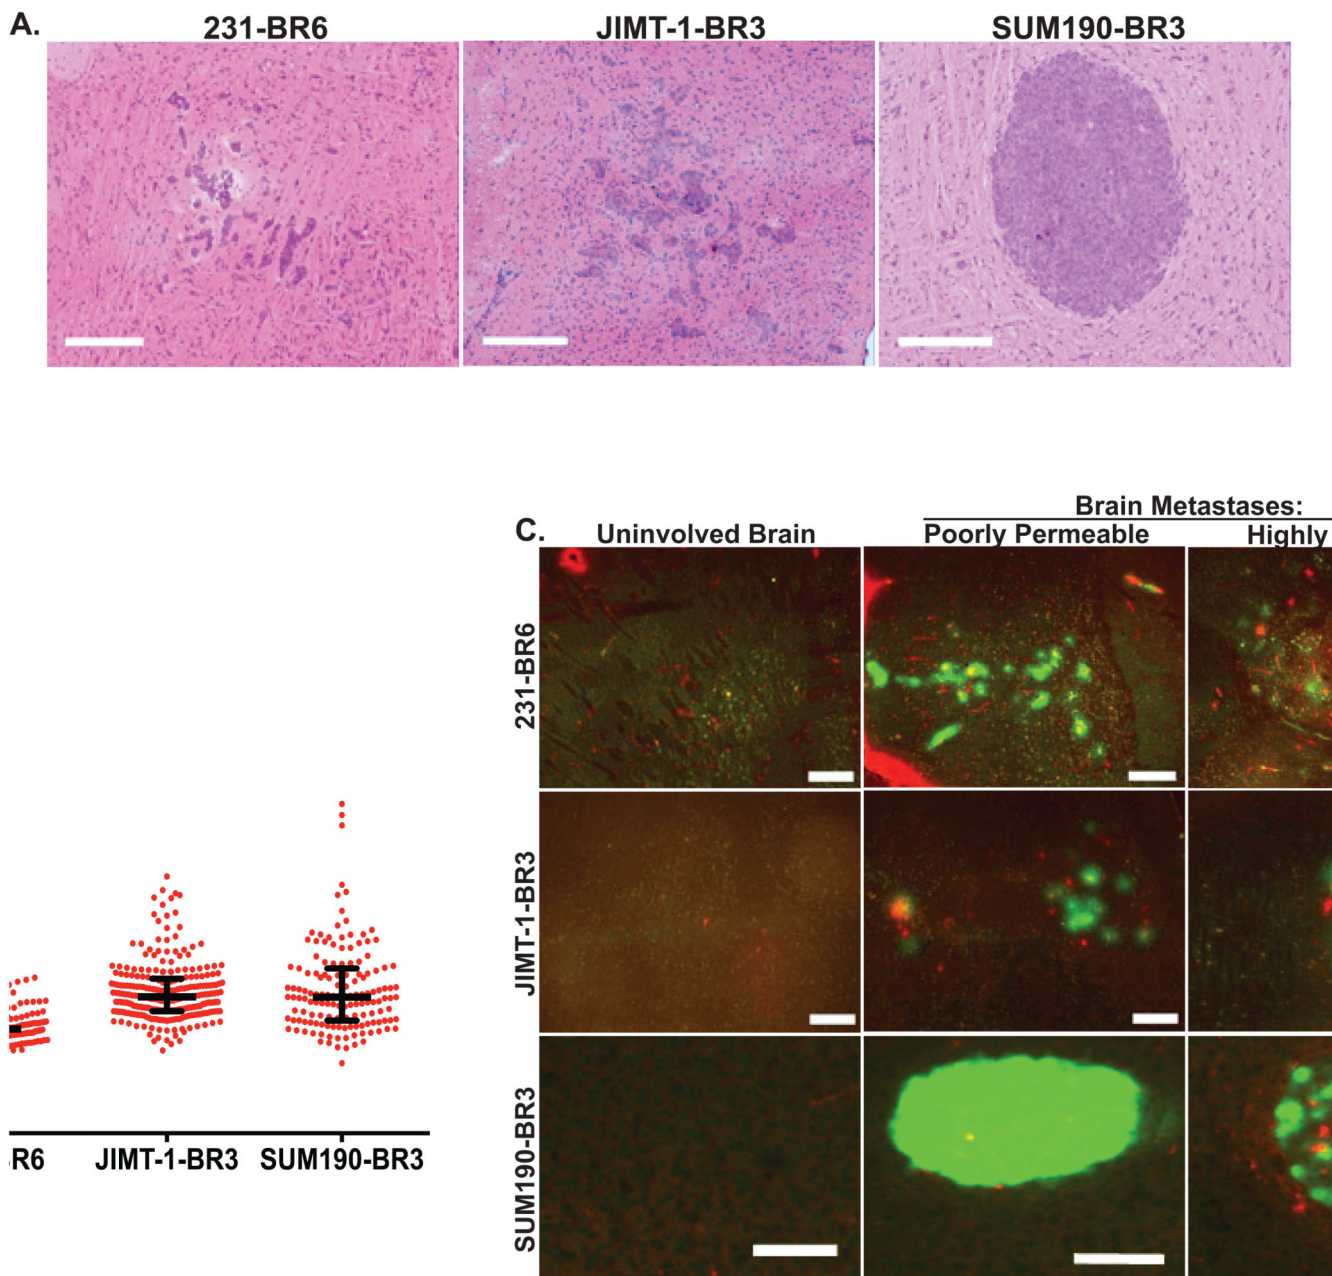 A.
231-BR6
JIMT-1-BR3
SUM190-BR3
R6
JIMT-1-BR3
SUM190-BR3
C.
Brain Metastases:
Uninvolved Brain
Poorly Permeable
Highly
231-BR6
JIMT-1-BR3
SUM190-BR3